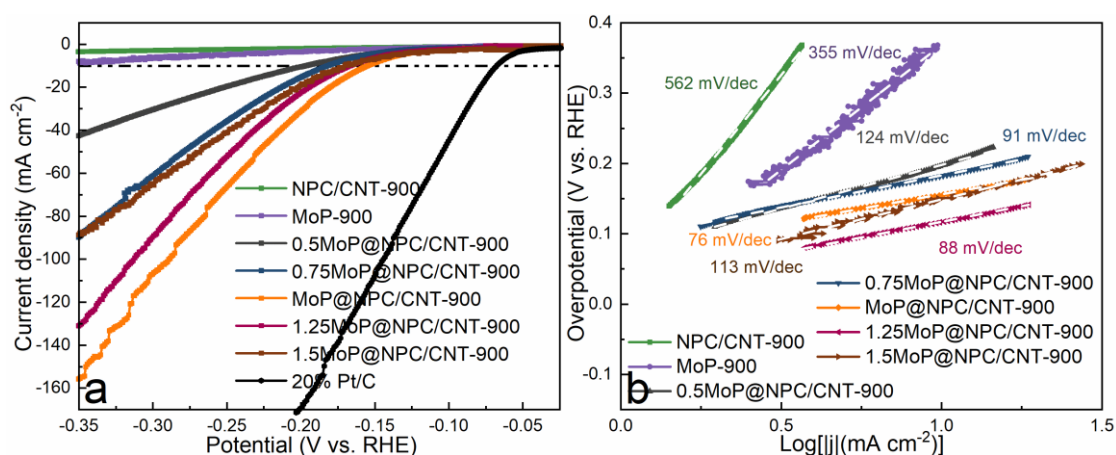 0
-20
-40
-60
-80
-100
-120
-140
-160
Current density (mA cm-2)
NPC/CNT-900
MoP-900
0.5MoP@NPC/CNT-900
0.75MoP@NPC/CNT-900
MoP@NPC/CNT-900
1.25MoP@NPC/CNT-900
1.5MoP@NPC/CNT-900
20% Pt/C
a
-0.35 -0.30 -0.25 -0.20 -0.15 -0.10 -0.05
Potential (V vs. RHE)
0.4
0.3
0.2
0.1
0.0
-0.1
Overpotential (V vs. RHE)
562 mV/dec
355 mV/dec
124 mV/dec
91 mV/dec
76 mV/dec
113 mV/dec
88 mV/dec
NPC/CNT-900
MoP-900
0.5MoP@NPC/CNT-900
0.75MoP@NPC/CNT-900
MoP@NPC/CNT-900
1.25MoP@NPC/CNT-900
1.5MoP@NPC/CNT-900
b
0.0 0.5 1.0 1.5
Log[|j|(mA cm-2)]